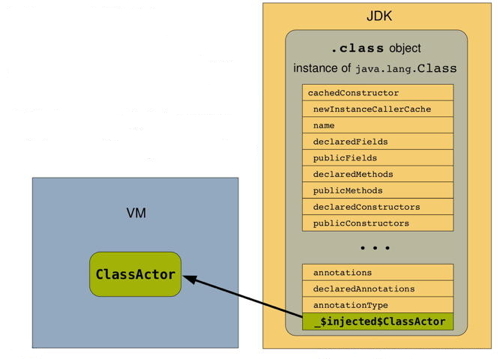 JDK
.class object
instance of java.lang.Class
cachedConstructor
newInstanceCallerCache
name
declaredFields
publicFields
declaredMethods
publicMethods
declaredConstructors
publicConstructors
...
annotations
declaredAnnotations
annotationType
_$injected$ClassActor
VM
ClassActor